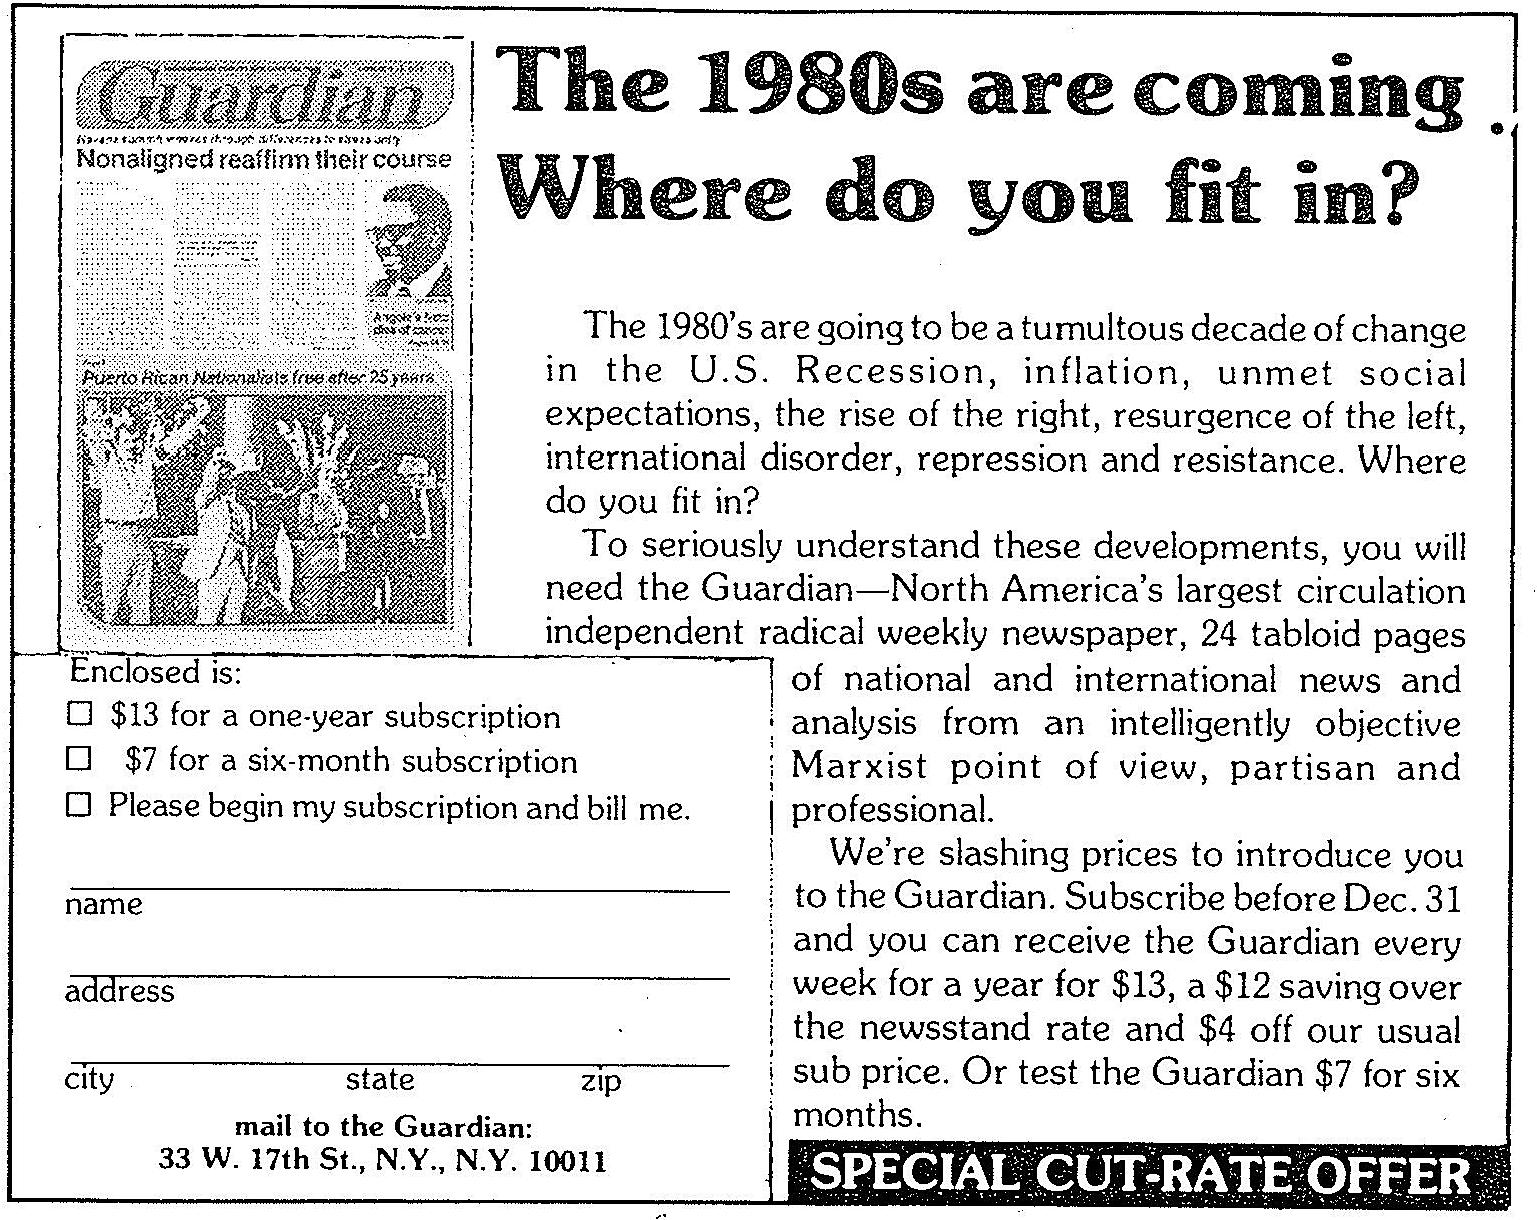 The 1980s are coming .
Where do you fit in?
Guardian
Nonaligned reaffirm their course
Puerto Rican Nationalists free after 25 years
The 1980's are going to be a tumultous decade of change
in the U.S. Recession, inflation, unmet social
expectations, the rise of the right, resurgence of the left,
international disorder, repression and resistance. Where
do you fit in?
To seriously understand these developments, you will
need the Guardian—North America's largest circulation
independent radical weekly newspaper, 24 tabloid pages
of national and international news and
analysis from an intelligently objective
Marxist point of view, partisan and
professional.
We're slashing prices to introduce you
to the Guardian. Subscribe before Dec. 31
and you can receive the Guardian every
week for a year for $13, a $12 saving over
the newsstand rate and $4 off our usual
sub price. Or test the Guardian $7 for six
months.
SPECIAL CUT-RATE OFFER
Enclosed is:
☐ $13 for a one-year subscription
☐ $7 for a six-month subscription
☐ Please begin my subscription and bill me.
name
address
city state zip
mail to the Guardian:
33 W. 17th St., N.Y., N.Y. 10011